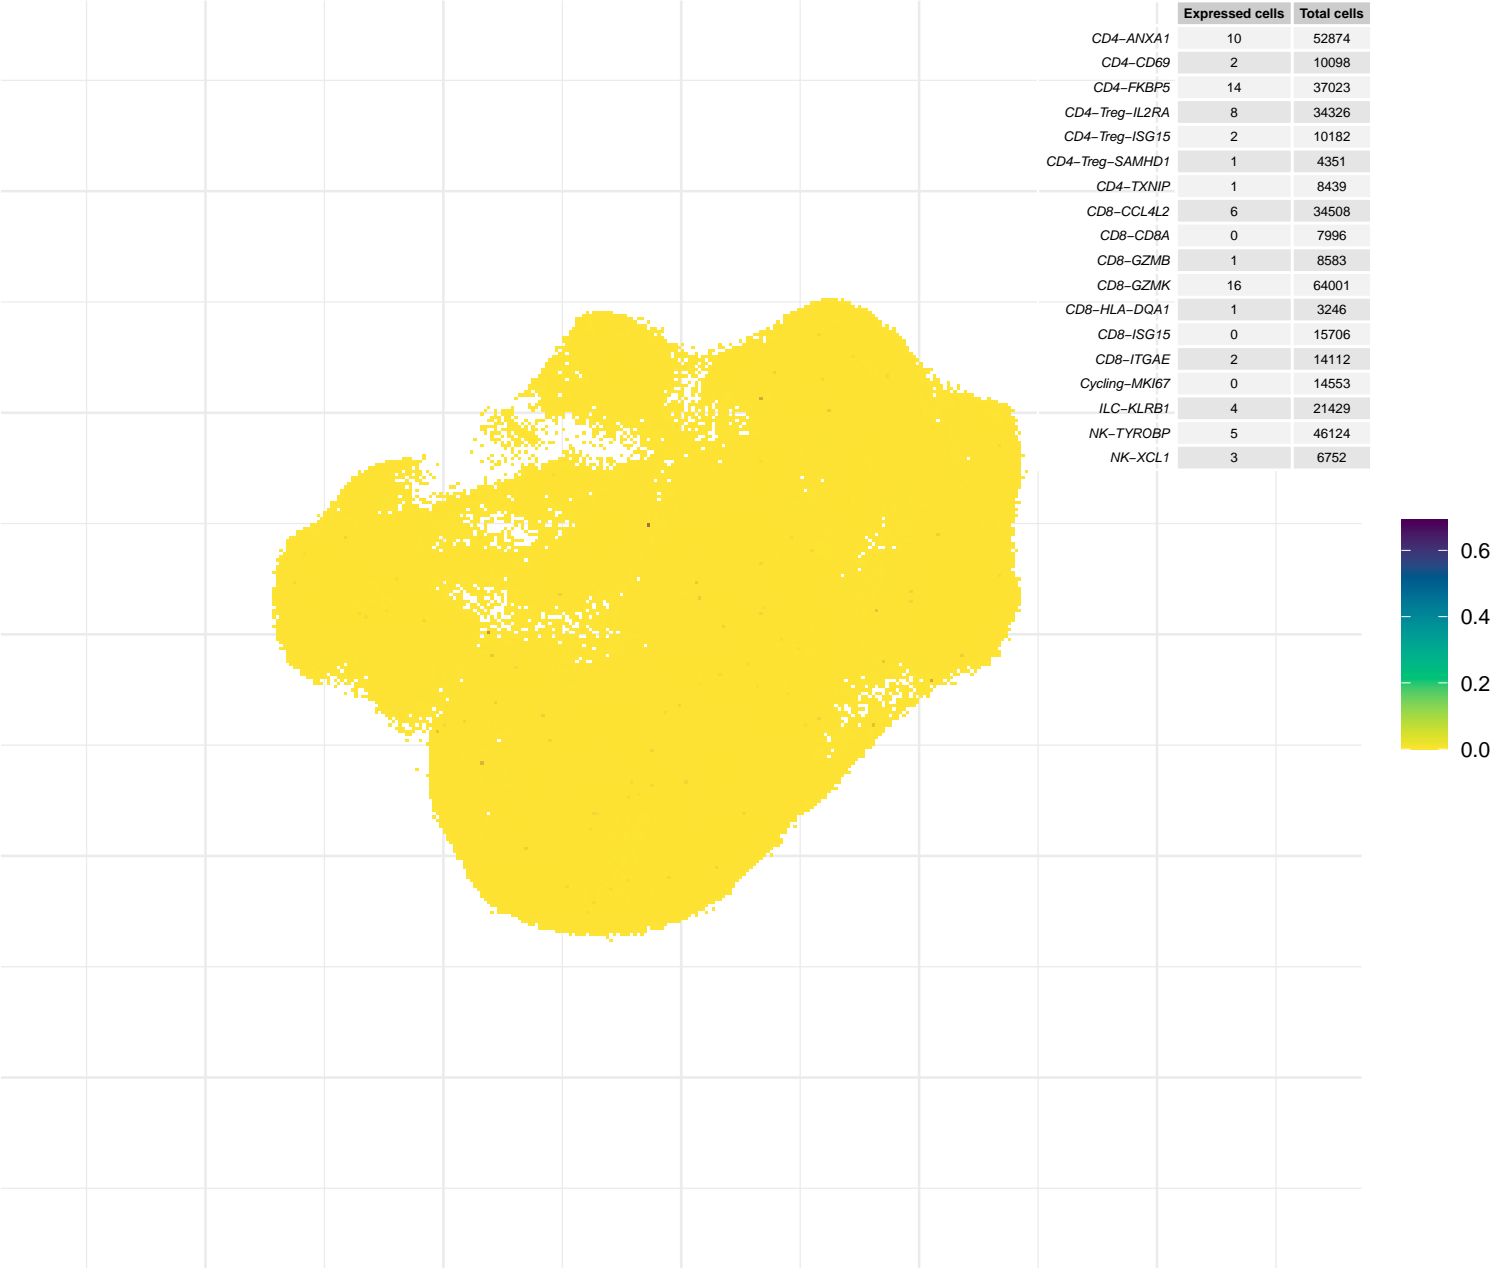 Expressed cells Total cells
CD4−ANXA1 10 52874
CD4−CD69 2 10098
CD4−FKBP5 14 37023
CD4−Treg−IL2RA 8 34326
CD4−Treg−ISG15 2 10182
CD4−Treg−SAMHD1 1 4351
CD4−TXNIP 1 8439
CD8−CCL4L2 6 34508
CD8−CD8A 0 7996
CD8−GZMB 1 8583
CD8−GZMK 16 64001
CD8−HLA−DQA1 1 3246
CD8−ISG15 0 15706
CD8−ITGAE 2 14112
Cycling−MKI67 0 14553
ILC−KLRB1 4 21429
NK−TYROBP 5 46124
NK−XCL1 3 6752
0.6
0.4
0.2
0.0